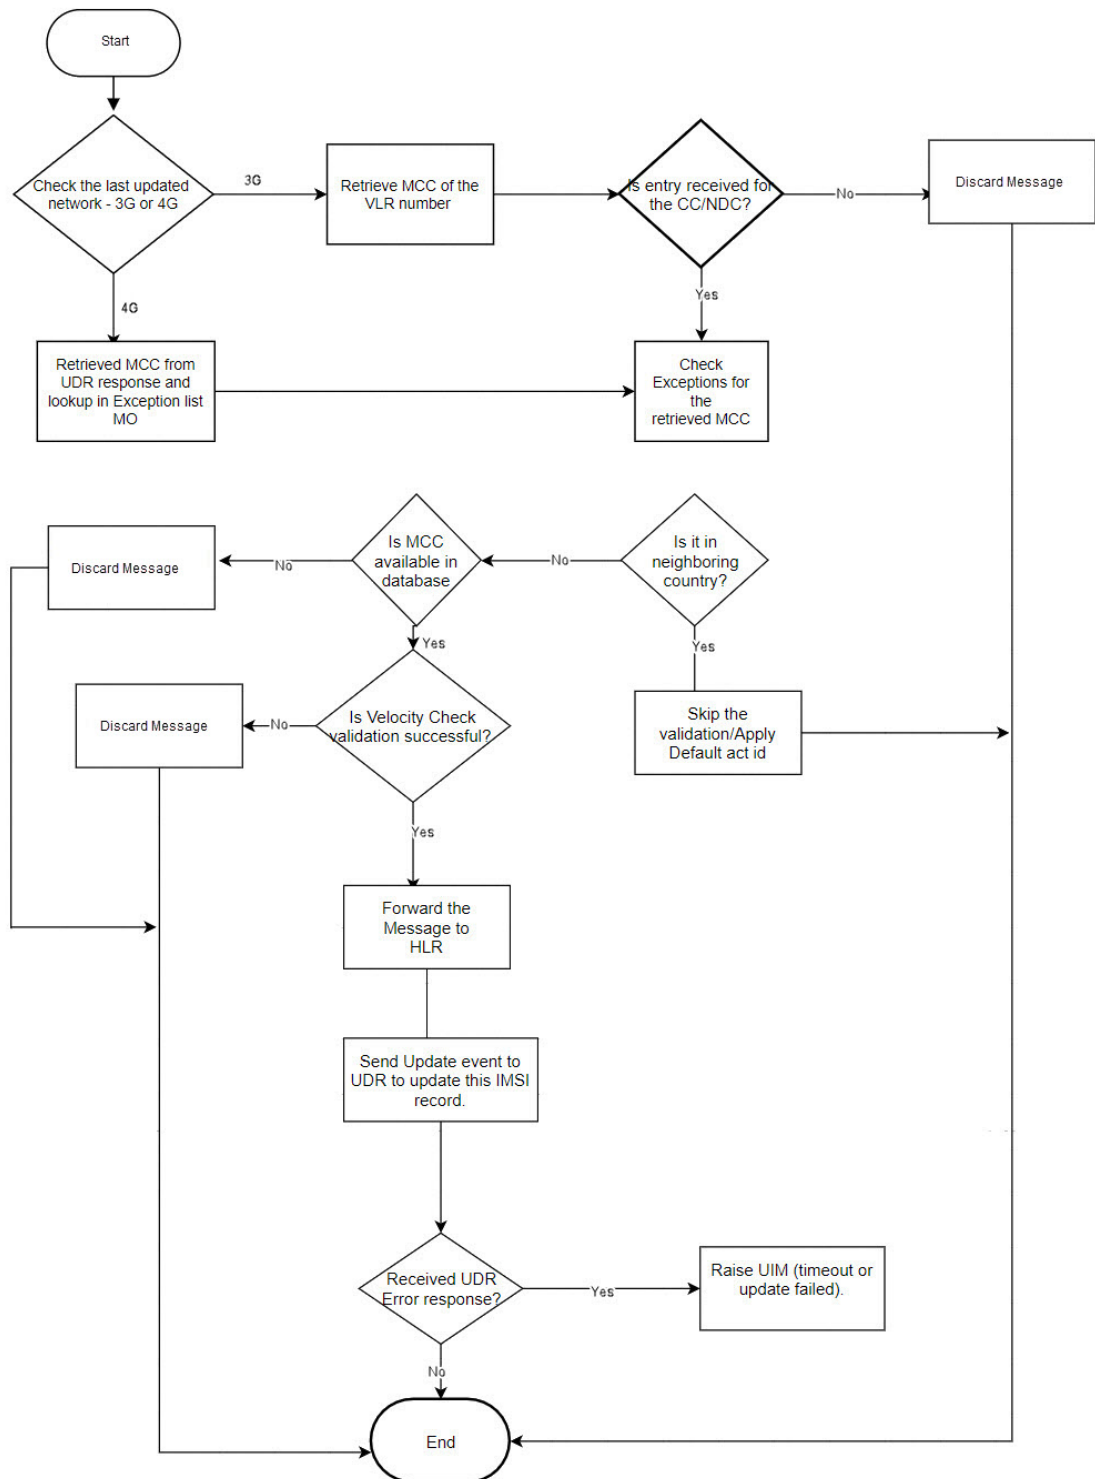 Start
Check the last updated
network - 3G or 4G
3G
Retrieve MCC of the
VLR number
Is entry received for
the CC/NDC?
No
Discard Message
4G
Yes
Retrieved MCC from
UDR response and
lookup in Exception list
MO
Check
Exceptions for
the
retrieved MCC
Discard Message
No
Is MCC
available in
database
No
Is it in
neighboring
country?
Yes
Yes
Discard Message
No
Is Velocity Check
validation successful?
Skip the
validation/Apply
Default act id
Yes
Forward the
Message to
HLR
Send Update event to
UDR to update this IMSI
record.
Received UDR
Error response?
Yes
Raise UIM (timeout or
update failed).
No
End